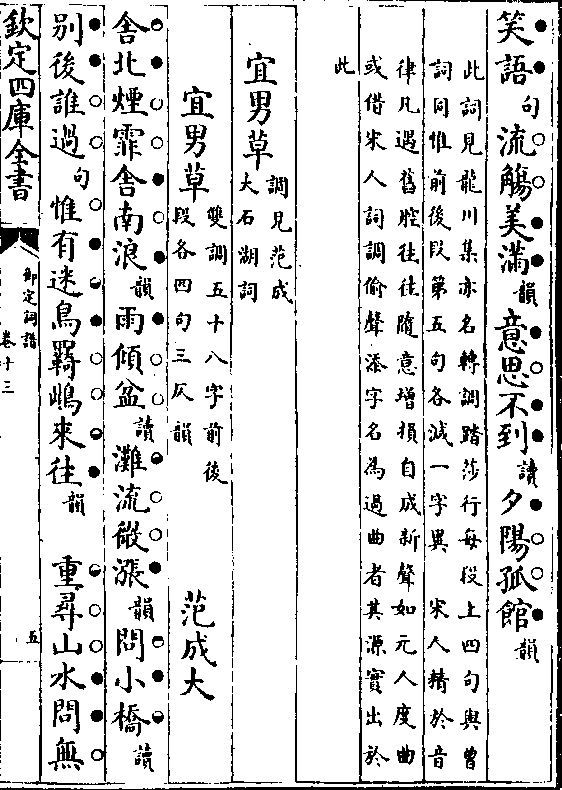 笑語句流觴美滿韻意思不到讀夕陽孤館韻
此詞見龍川集亦名轉調踏莎行每段上四句與曾
詞同惟前後段第五句各減一字異　宋人精於音
律凡遇舊腔往往隨意增損自成新聲如元人度曲
或借宋人詞調偷聲添字名為過曲者其源實出於
此
宜男草
調見范成
大石湖詞
宜男草
雙調五十八字前後
段各四句三仄韻
范成大
舍北煙霏舍南浪韻雨傾盆讀灘流微漲韻問小橋讀
別後誰過句惟有迷鳥羇鴟來往韻　重尋山水問無
欽定四庫全書
御定詞譜
卷十三
五